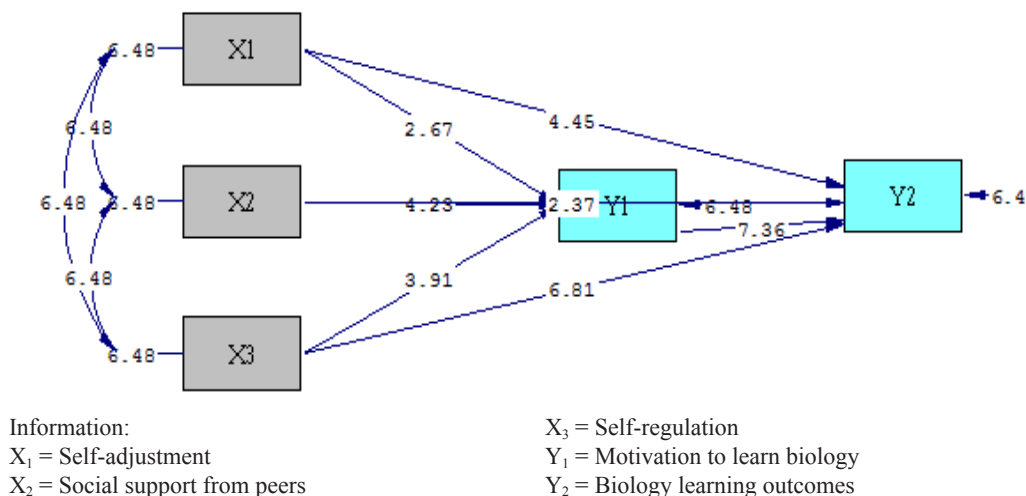 6.48 X1
4.45
6.48 2.67
6.48 6.48 X2 4.23 2.37 Y1 6.48 Y2 6.4
7.36
6.48 3.91 6.81
6.48 X3
Information:
X₁ = Self-adjustment
X₂ = Social support from peers
X₃ = Self-regulation
Y₁ = Motivation to learn biology
Y₂ = Biology learning outcomes